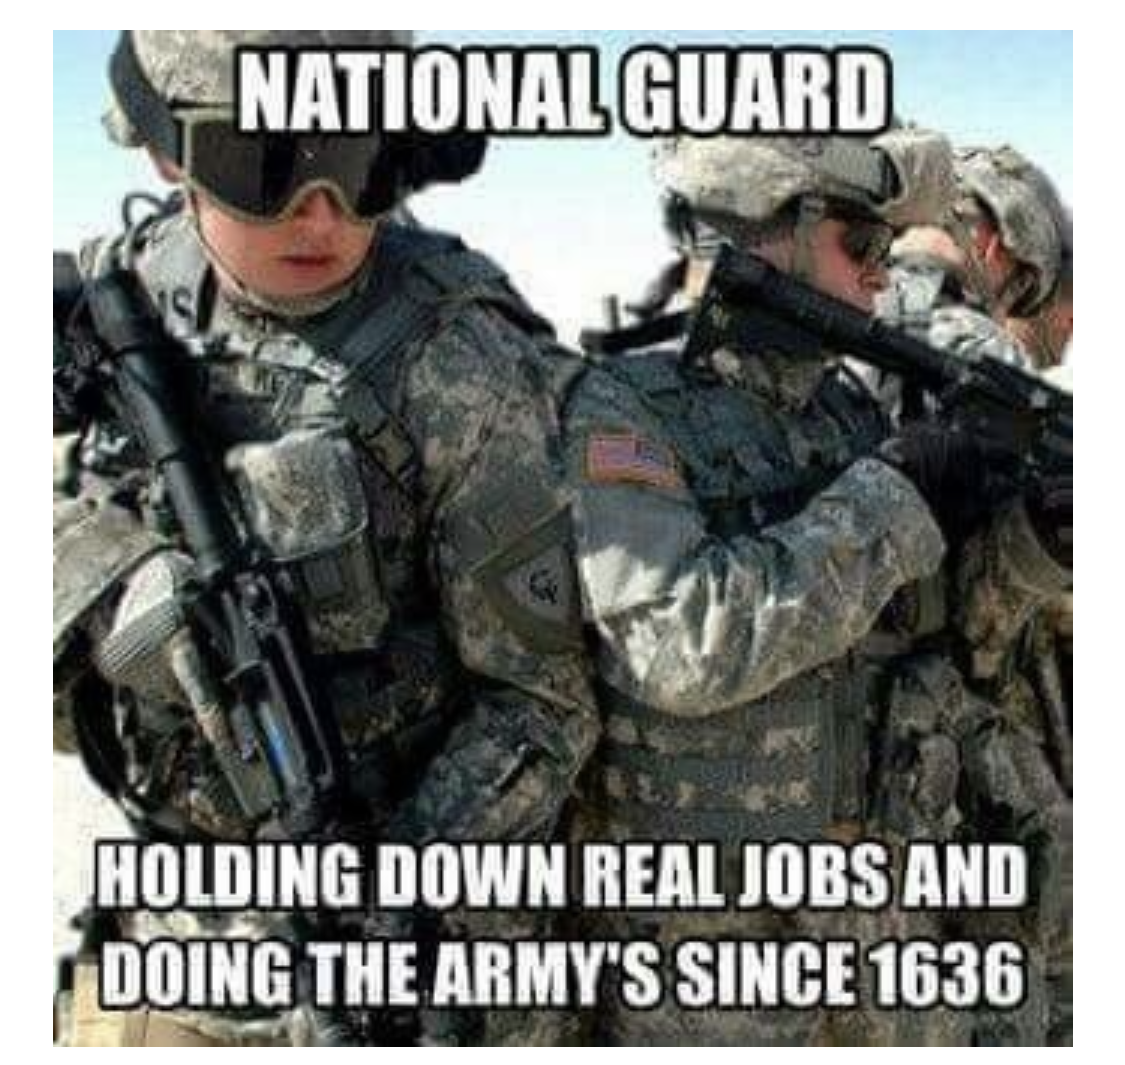 NATIONAL GUARD
HOLDING DOWN REAL JOBS AND
DOING THE ARMY'S SINCE 1636